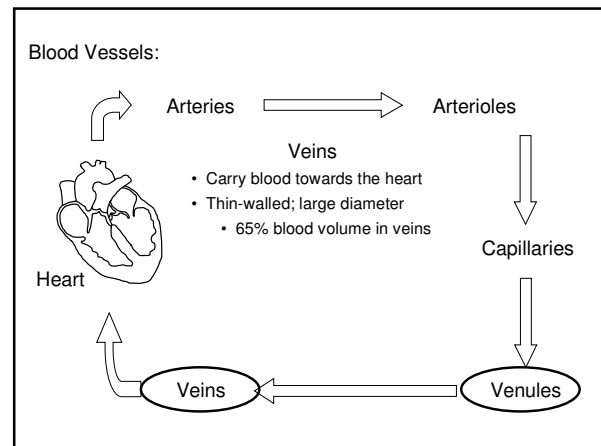 Blood Vessels:
Arteries
Arterioles
Veins
• Carry blood towards the heart
• Thin-walled; large diameter
• 65% blood volume in veins
Capillaries
Heart
Veins
Venules